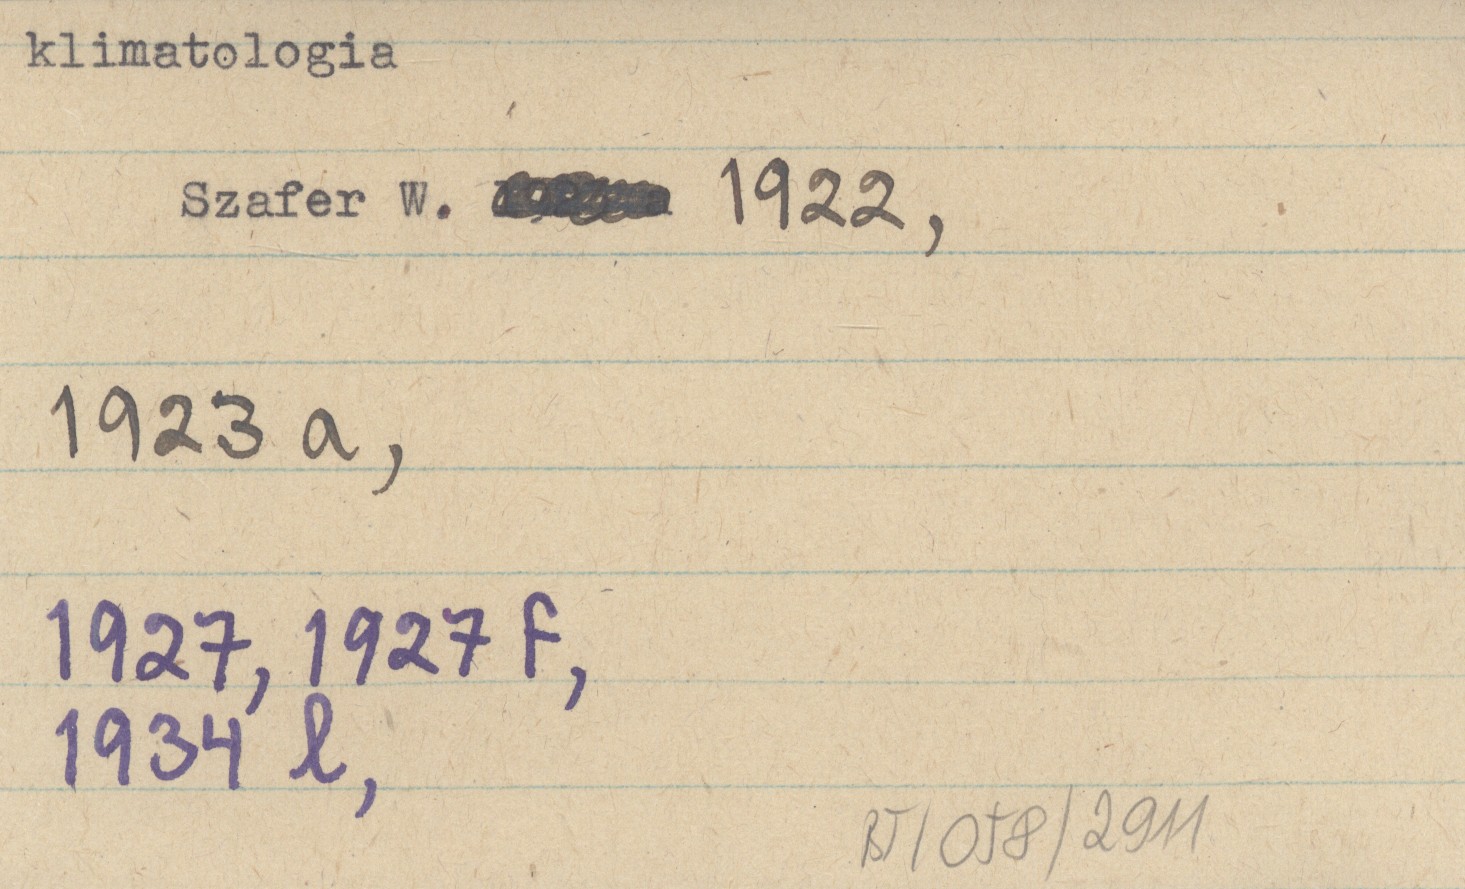 klimatologia
Szafer W. 1922,
1923 a,
1927, 1927 f,
1934 l,
BJ/058/2911